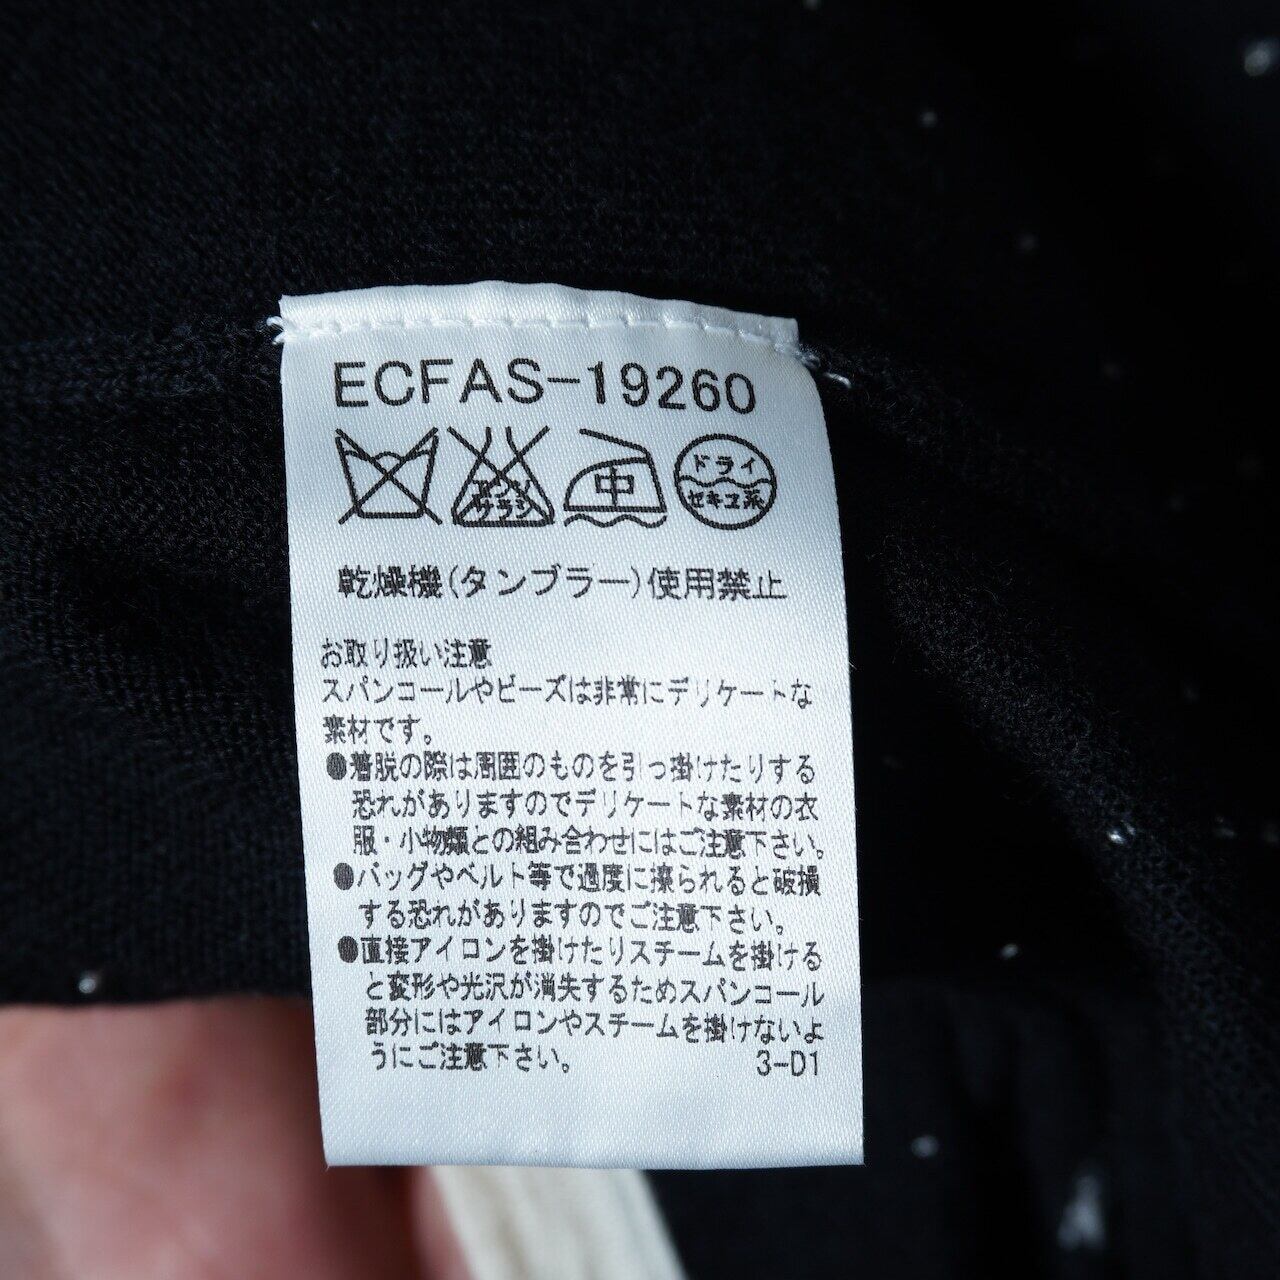 ECFAS-19260
エンソ サラシ 中 ドライ セキユ系
乾燥機(タンブラー)使用禁止
お取り扱い注意
スパンコールやビーズは非常にデリケートな
素材です。
●着脱の際は周囲のものを引っ掛けたりする
恐れがありますのでデリケートな素材の衣
服・小物類との組み合わせにはご注意下さい。
●バッグやベルト等で過度に擦られると破損
する恐れがありますのでご注意下さい。
●直接アイロンを掛けたりスチームを掛ける
と変形や光沢が消失するためスパンコール
部分にはアイロンやスチームを掛けないよ
うにご注意下さい。 3-D1